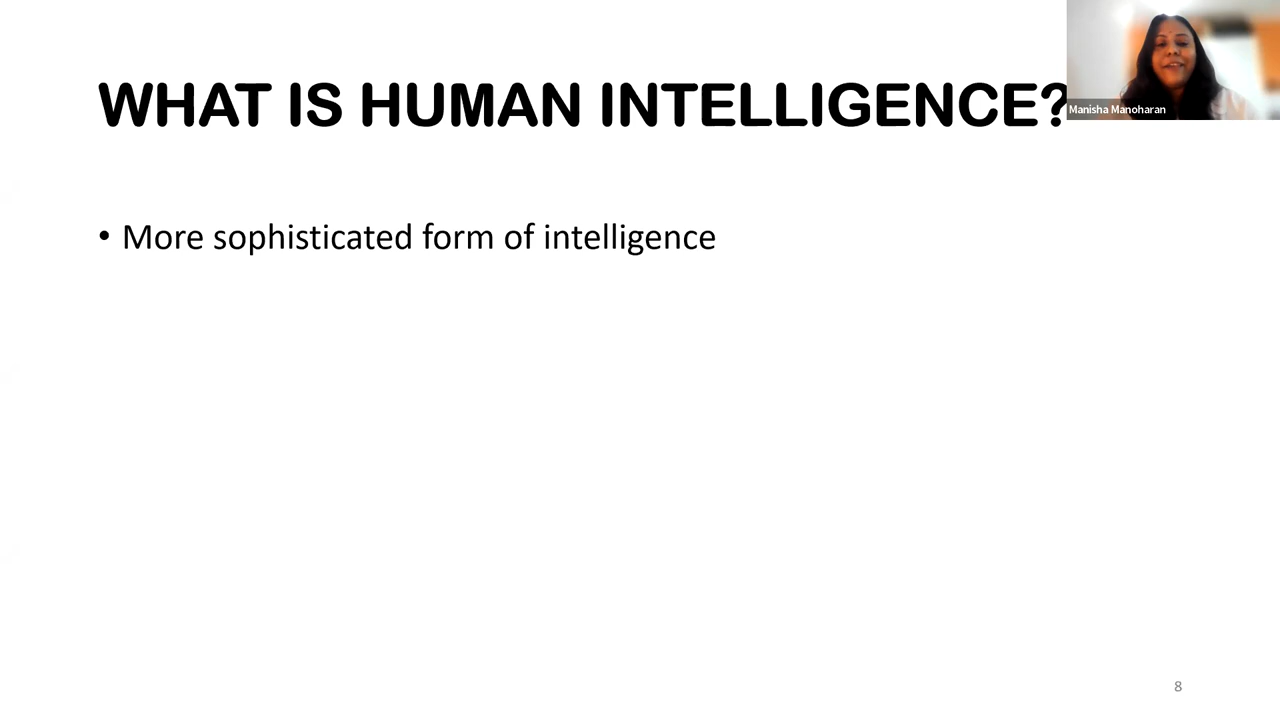 WHAT IS HUMAN INTELLIGENCE?
Manisha Manoharan
• More sophisticated form of intelligence
8